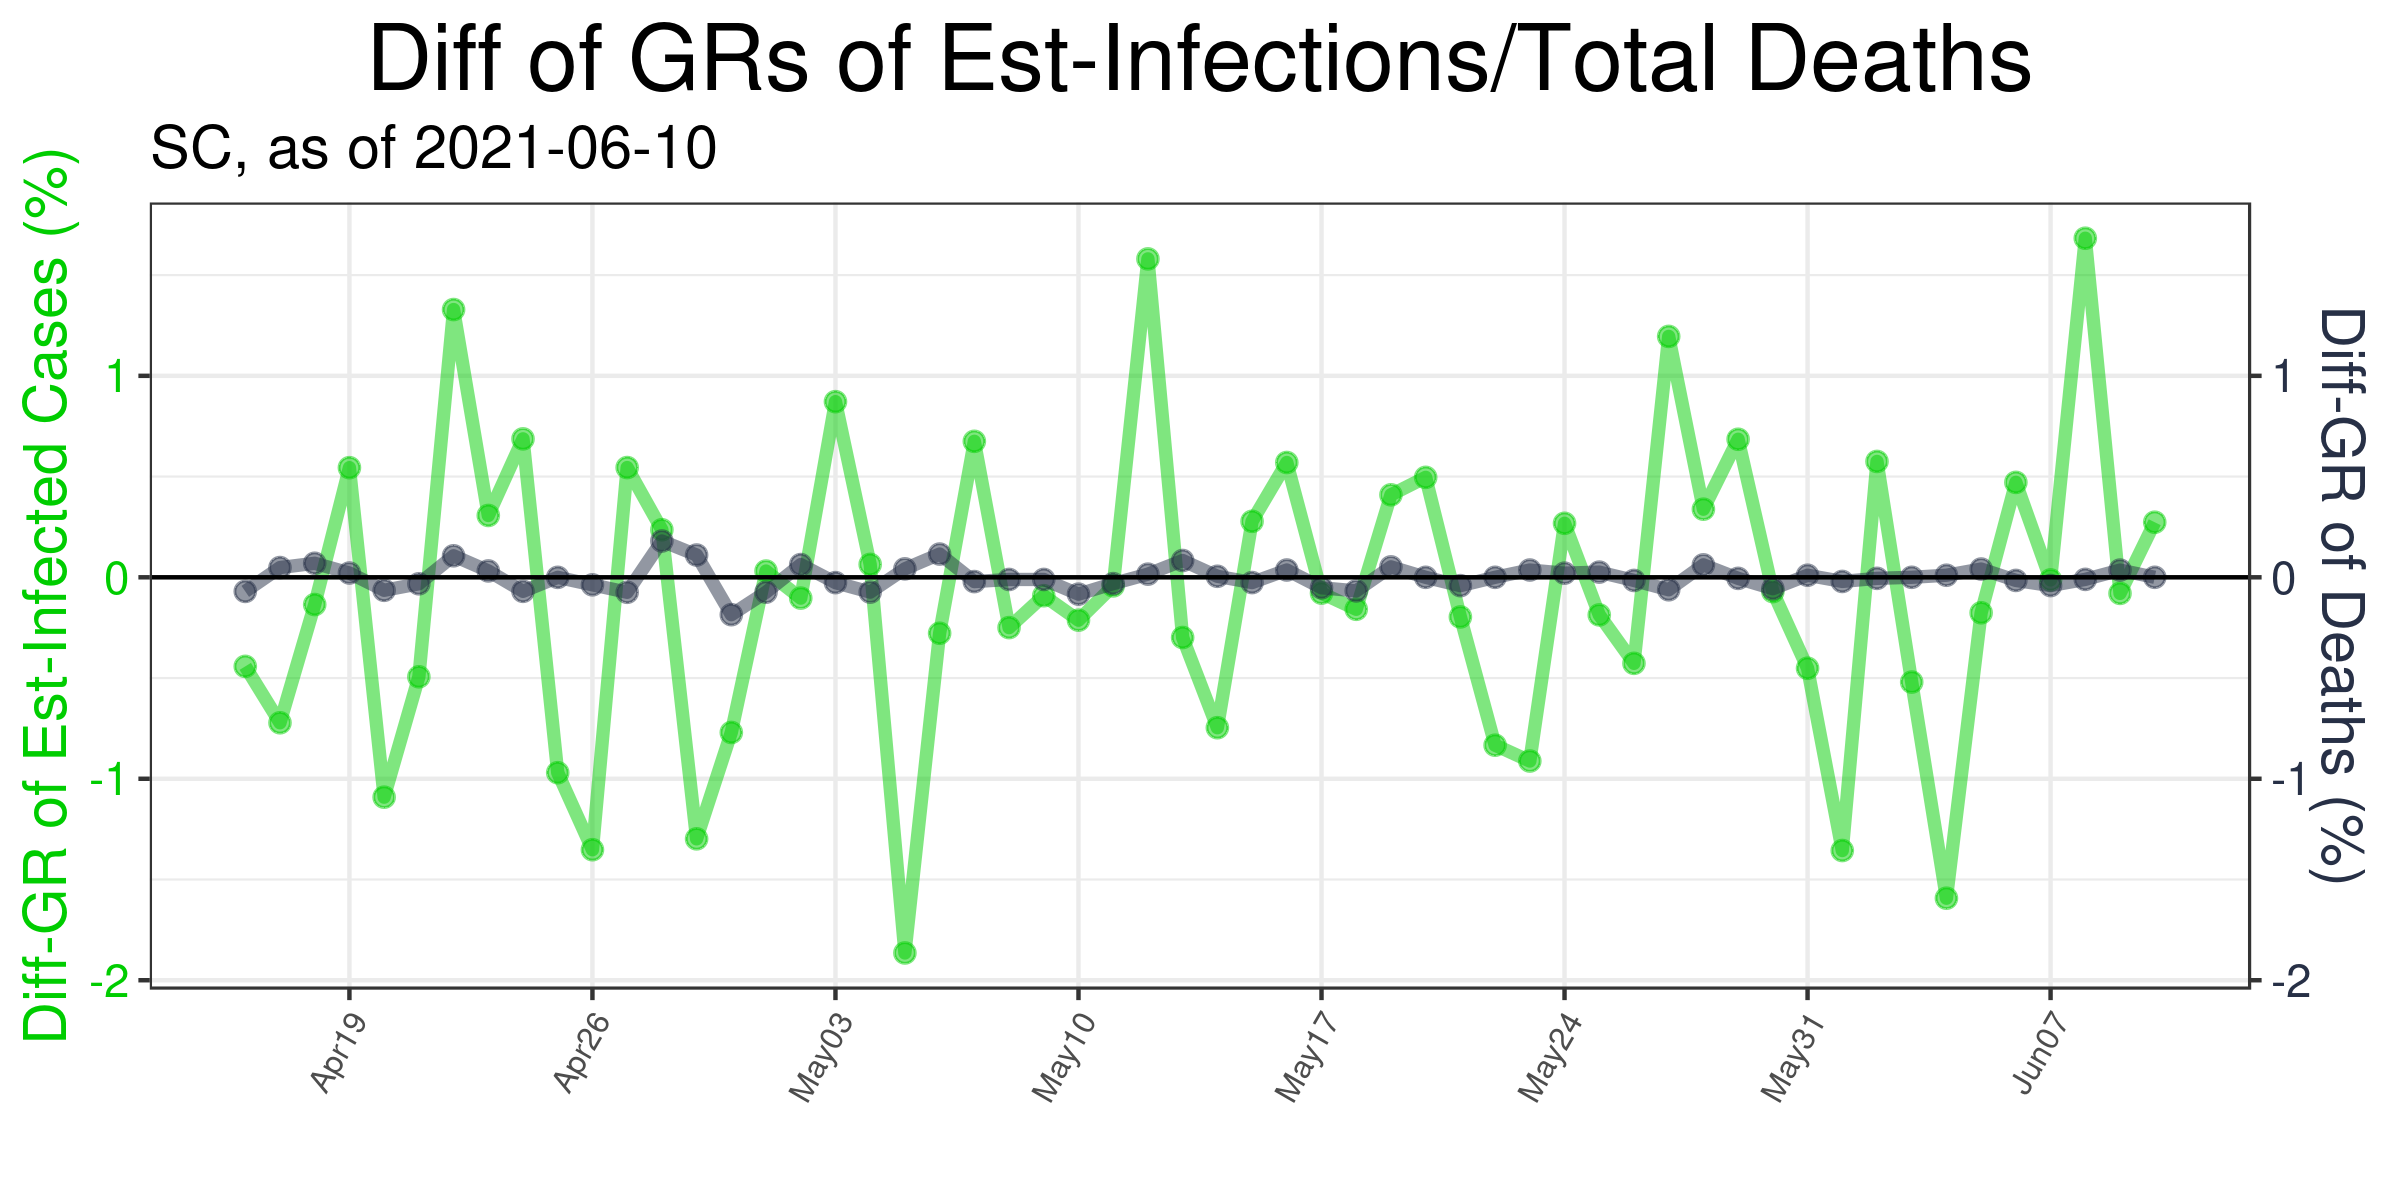 Diff of GRs of Est-Infections/Total Deaths
SC, as of 2021-06-10
Diff-GR of Est-Infected Cases (%)
1
0
-1
-2
1
0
-1
-2
Diff-GR of Deaths (%)
Apr19
Apr26
May03
May10
May17
May24
May31
Jun07